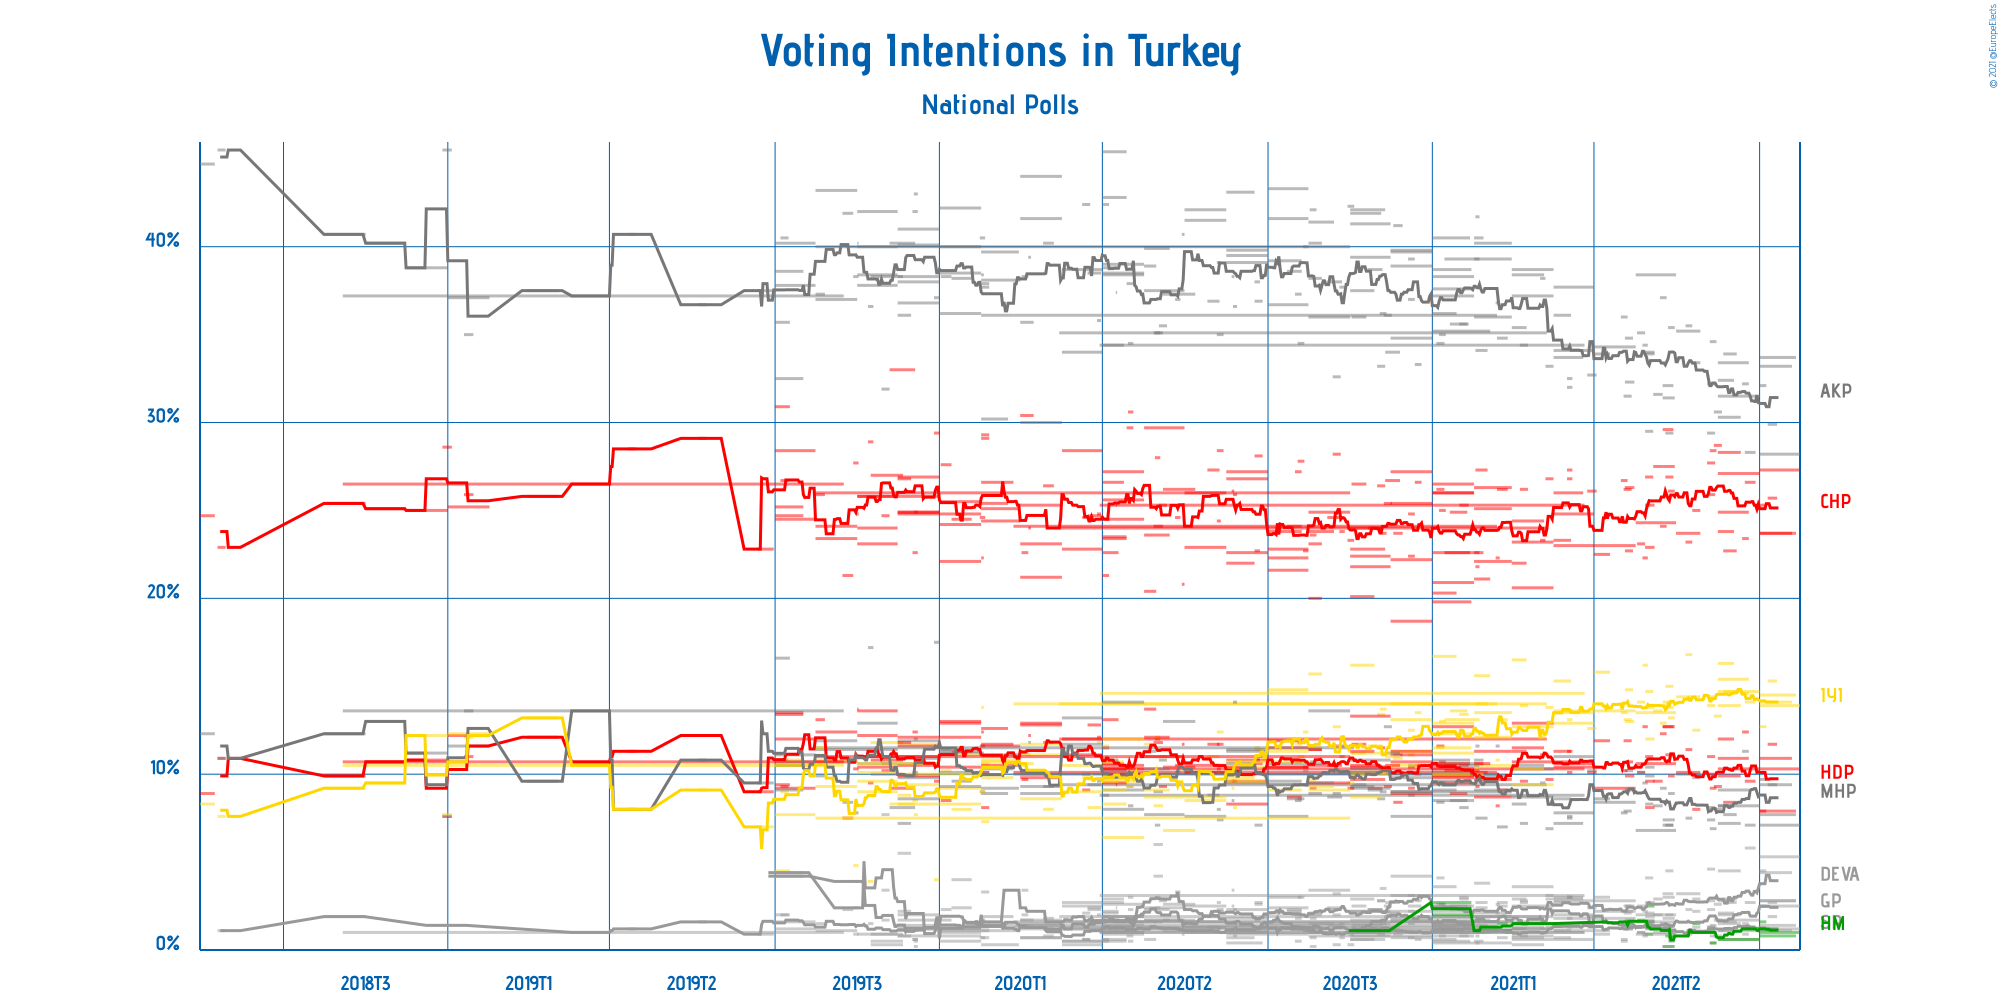 Voting Intentions in Turkey
National Polls
© 2021 @EuropeElects
40%
30%
20%
10%
0%
AKP
CHP
IYI
HDP
MHP
DEVA
GP
2018T3
2019T1
2019T2
2019T3
2020T1
2020T2
2020T3
2021T1
2021T2